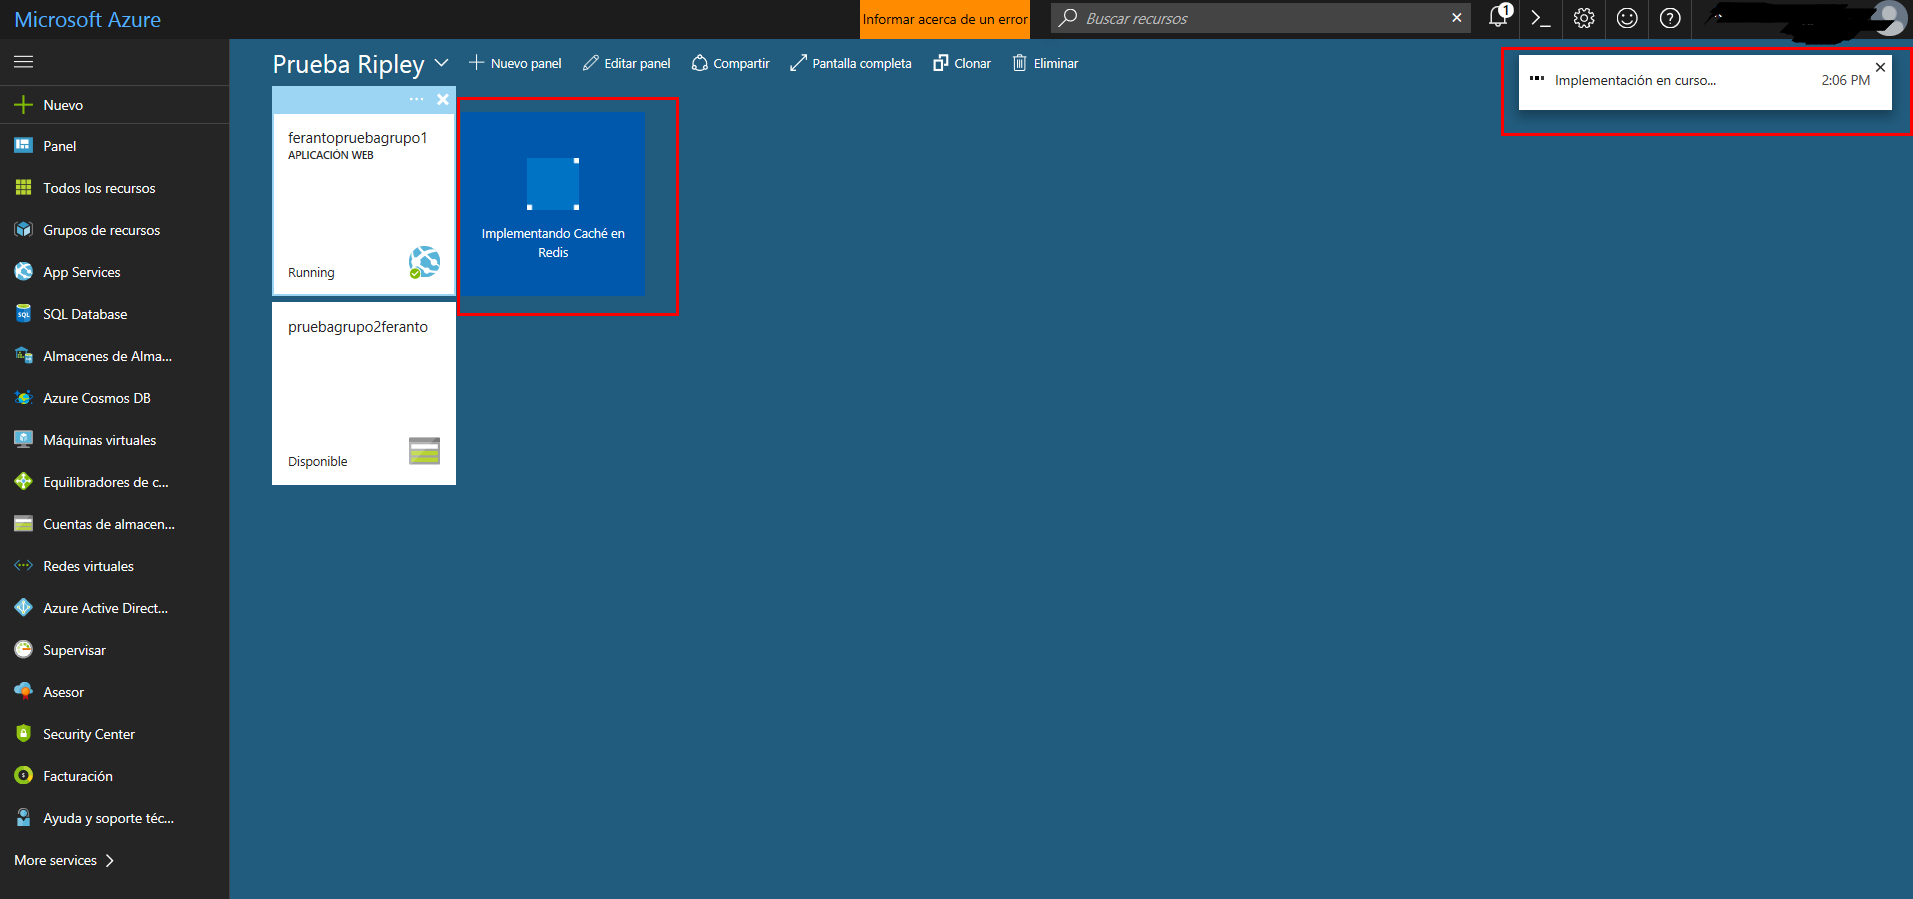 Microsoft Azure
Informar acerca de un error
Buscar recursos
1
Prueba Ripley
Nuevo panel
Editar panel
Compartir
Pantalla completa
Clonar
Eliminar
Implementación en curso...
2:06 PM
Nuevo
Panel
Todos los recursos
Grupos de recursos
App Services
SQL Database
Almacenes de Alma...
Azure Cosmos DB
Máquinas virtuales
Equilibradores de c...
Cuentas de almacen...
Redes virtuales
Azure Active Direct...
Supervisar
Asesor
Security Center
Facturación
Ayuda y soporte téc...
More services
ferantopruebagrupo1
APLICACIÓN WEB
Running
Implementando Caché en
Redis
pruebagrupo2feranto
Disponible